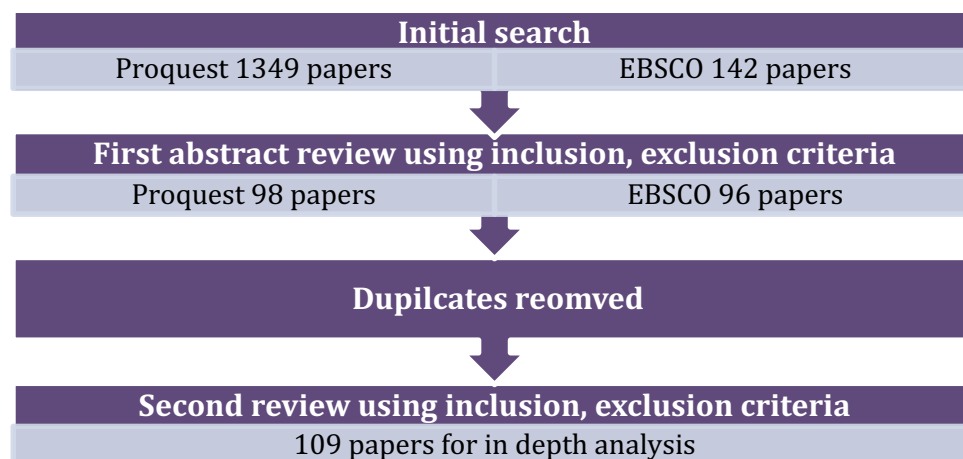 Initial search
Proquest 1349 papers EBSCO 142 papers
First abstract review using inclusion, exclusion criteria
Proquest 98 papers EBSCO 96 papers
Dupilcates reomved
Second review using inclusion, exclusion criteria
109 papers for in depth analysis